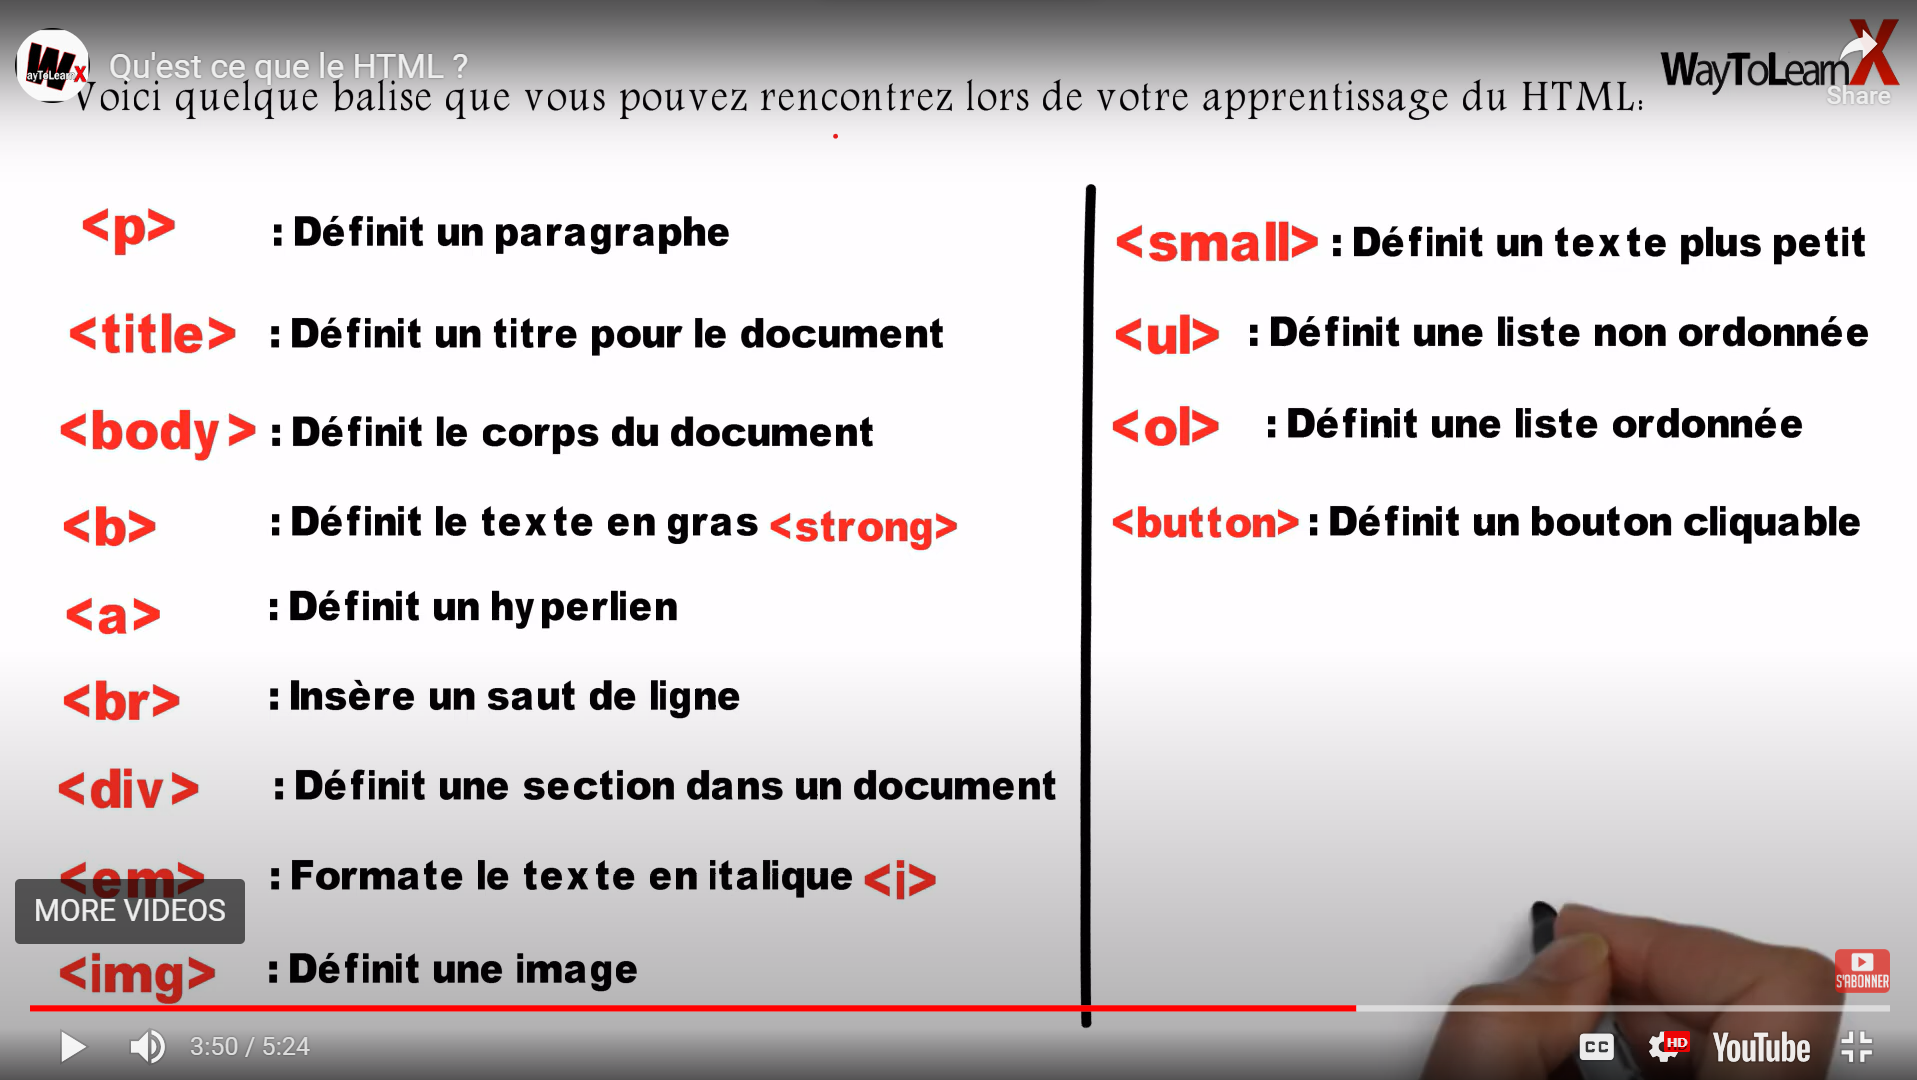 Qu'est ce que le HTML ?
WayToLearnX
WayToLearnX
Share
Voici quelque balise que vous pouvez rencontrez lors de votre apprentissage du HTML:
<p> : Définit un paragraphe
<title> : Définit un titre pour le document
<body> : Définit le corps du document
<b> : Définit le texte en gras <strong>
<a> : Définit un hyperlien
<br> : Insère un saut de ligne
<div> : Définit une section dans un document
<em> : Formate le texte en italique <i>
MORE VIDEOS
<img> : Définit une image
<small> : Définit un texte plus petit
<ul> : Définit une liste non ordonnée
<ol> : Définit une liste ordonnée
<button> : Définit un bouton cliquable
S'ABONNER
3:50 / 5:24
CC
HD
YouTube